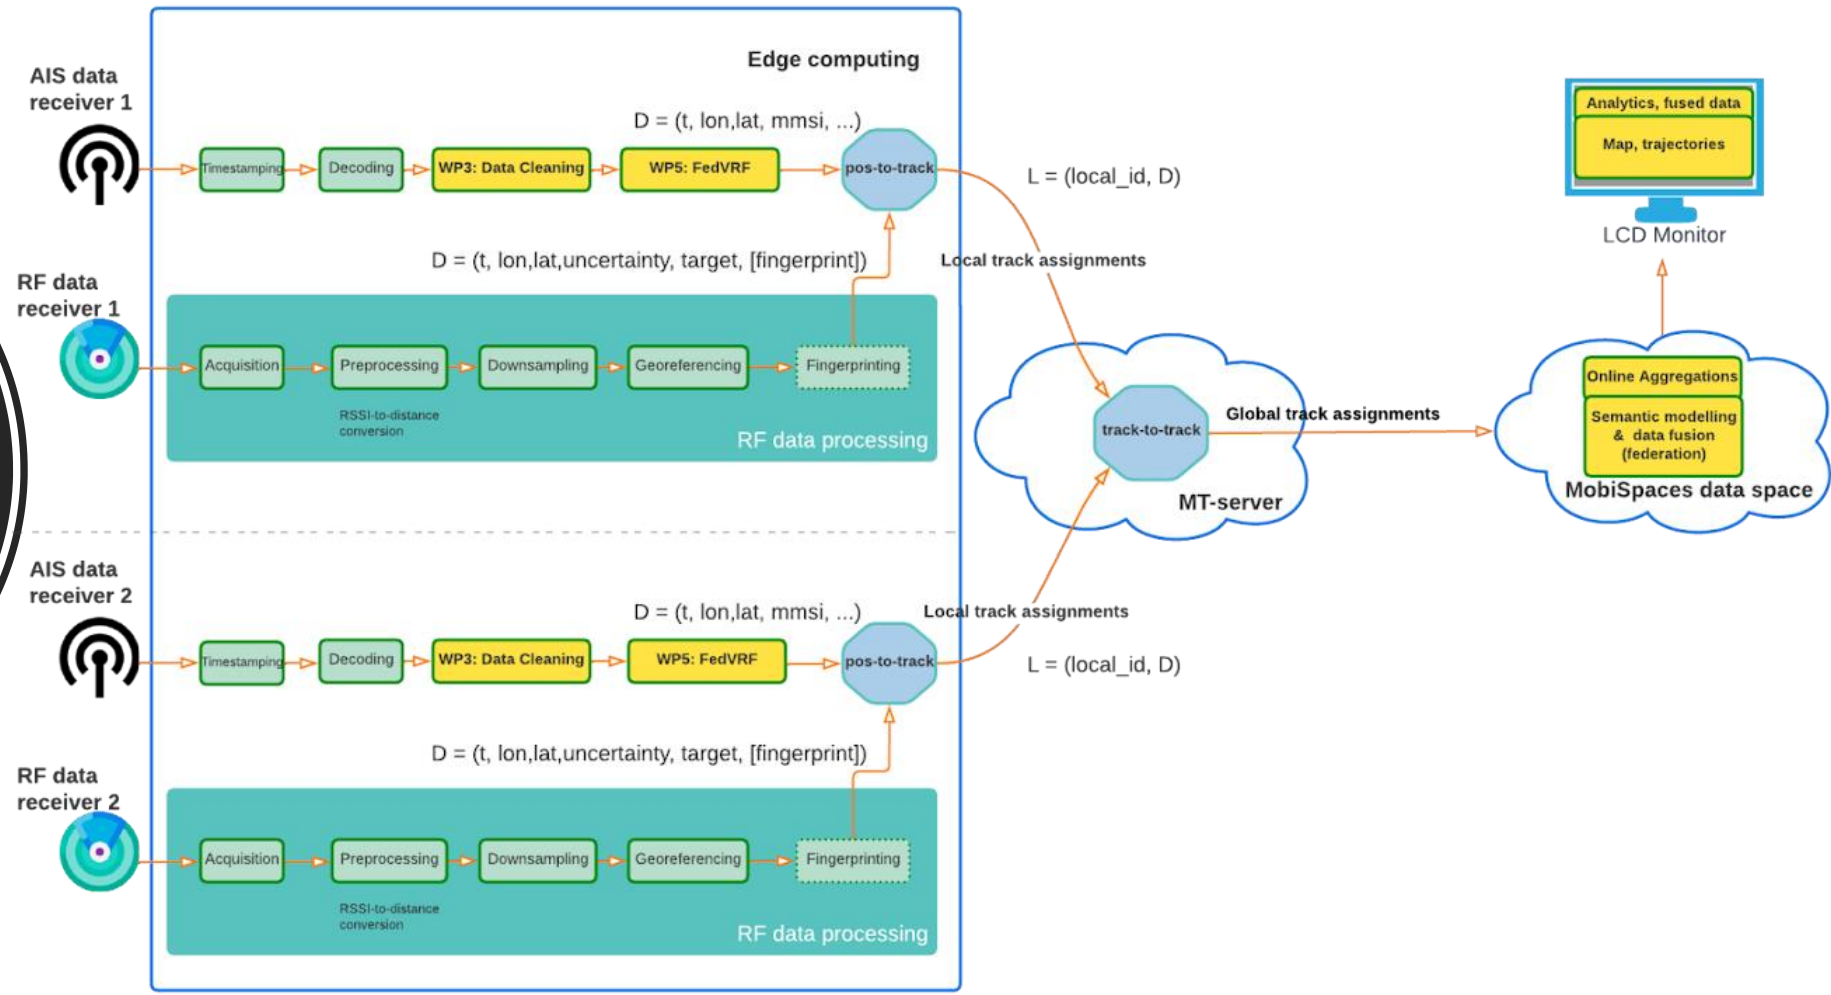 Edge computing
AIS data
receiver 1
D = (t, lon,lat, mmsi, ...)
Timestamping
Decoding
WP3: Data Cleaning
WP5: FedVRF
pos-to-track
L = (local_id, D)
Local track assignments
D = (t, lon,lat,uncertainty, target, [fingerprint])
RF data
receiver 1
Acquisition
Preprocessing
Downsampling
Georeferencing
Fingerprinting
RSSI-to-distance
conversion
RF data processing
AIS data
receiver 2
D = (t, lon,lat, mmsi, ...)
Timestamping
Decoding
WP3: Data Cleaning
WP5: FedVRF
pos-to-track
Local track assignments
L = (local_id, D)
D = (t, lon,lat,uncertainty, target, [fingerprint])
RF data
receiver 2
Acquisition
Preprocessing
Downsampling
Georeferencing
Fingerprinting
RSSI-to-distance
conversion
RF data processing
track-to-track
MT-server
Global track assignments
Online Aggregations
Semantic modelling
& data fusion
(federation)
MobiSpaces data space
Analytics, fused data
Map, trajectories
LCD Monitor